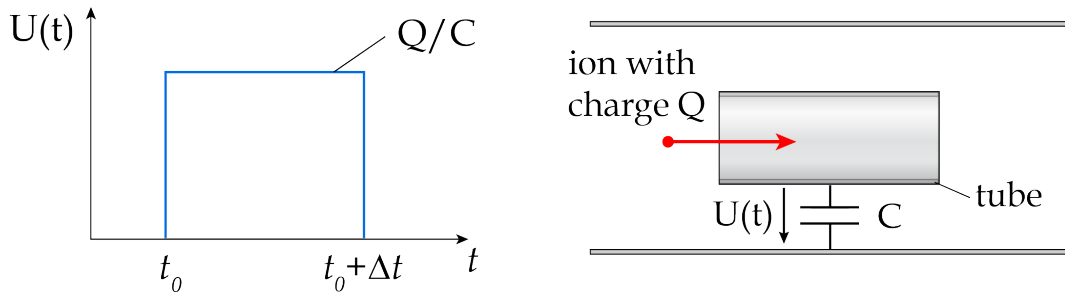 U(t)
Q/C
t₀
t₀+Δt
t
ion with
charge Q
tube
U(t)
C